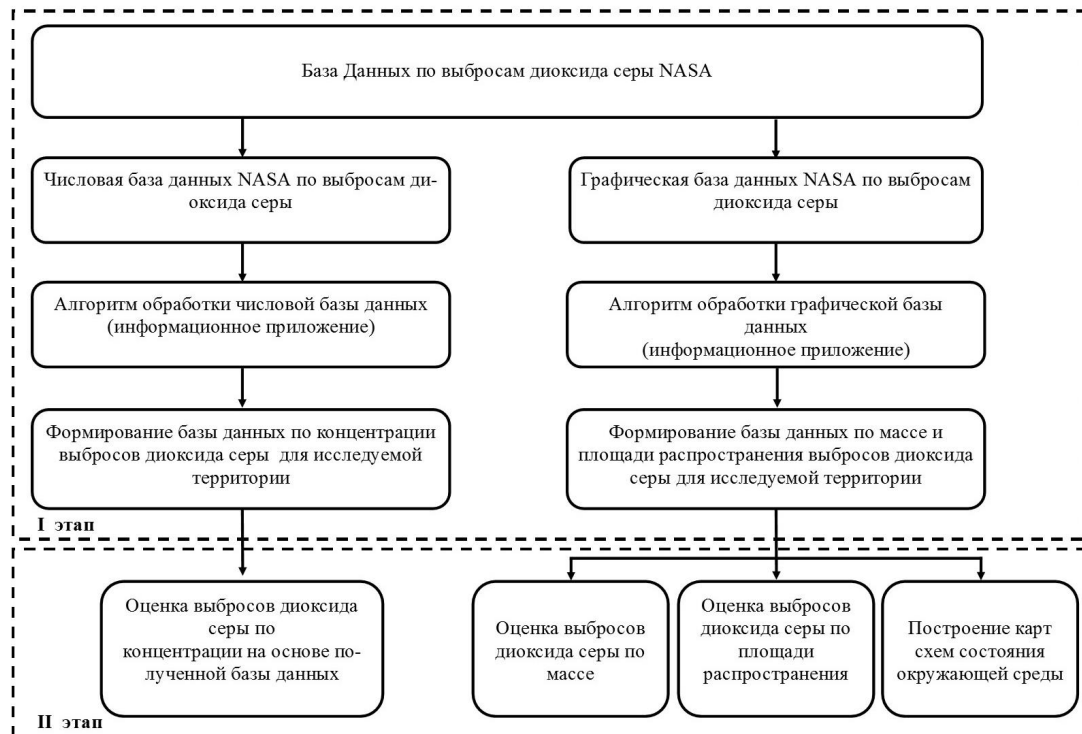 База Данных по выбросам диоксида серы NASA
Числовая база данных NASA по выбросам ди-
оксида серы
Графическая база данных NASA по выбросам
диоксида серы
Алгоритм обработки числовой базы данных
(информационное приложение)
Алгоритм обработки графической базы
данных
(информационное приложение)
Формирование базы данных по концентрации
выбросов диоксида серы для исследуемой
территории
Формирование базы данных по массе и
площади распространения выбросов диоксида
серы для исследуемой территории
I этап
Оценка выбросов диоксида
серы по
концентрации на основе по-
лученной базы данных
Оценка выбросов
диоксида серы по
массе
Оценка выбросов
диоксида серы по
площади
распространения
Построение карт
схем состояния
окружающей среды
II этап